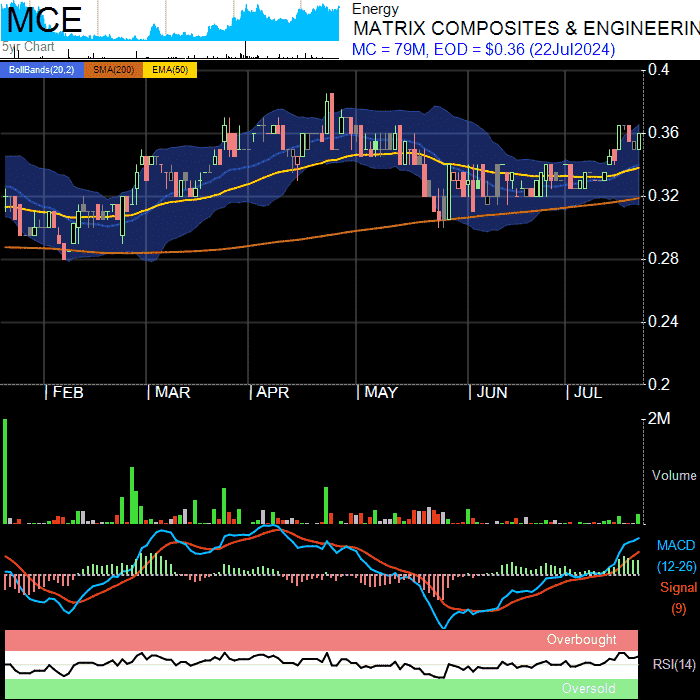 MCE
5yr Chart
Energy
MATRIX COMPOSITES & ENGINEERIN
MC = 79M, EOD = $0.36 (22Jul2024)
BollBands(20,2) SMA(200) EMA(50)
0.4
0.36
0.32
0.28
0.24
0.2
FEB MAR APR MAY JUN JUL
2M
Volume
MACD
(12-26)
Signal
(9)
Overbought
RSI(14)
Oversold